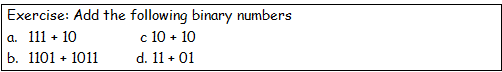 Exercise: Add the following binary numbers
a. 111 + 10 c 10 + 10
b. 1101 + 1011 d. 11 + 01